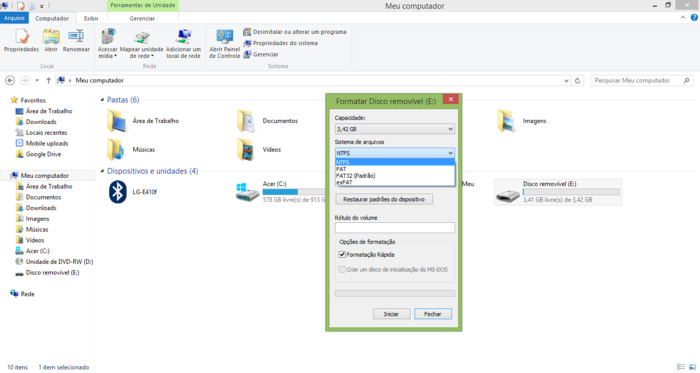 Ferramentas de Unidade
Meu computador
Arquivo
Computador
Exibir
Gerenciar
Propriedades
Abrir
Renomear
Acessar mídia
Mapear unidade de rede
Adicionar um local de rede
Abrir Painel de Controle
Desinstalar ou alterar um programa
Propriedades do sistema
Gerenciar
Local
Rede
Sistema
Meu computador
Pesquisar Meu computador
Favoritos
Área de Trabalho
Downloads
Locais recentes
Mobile uploads
Google Drive
Meu computador
Área de Trabalho
Documentos
Downloads
Imagens
Músicas
Vídeos
Acer (C:)
Unidade de DVD-RW (D:)
Disco removível (E:)
Rede
Pastas (6)
Área de Trabalho
Documentos
Imagens
Músicas
Vídeos
Dispositivos e unidades (4)
LG-E410f
Acer (C:)
578 GB livre(s) de 913 G
Meu
Disco removível (E:)
3,41 GB livre(s) de 3,42 GB
Formatar Disco removível (E:)
Capacidade:
3,42 GB
Sistema de arquivos
NTFS
NTFS
FAT
FAT32 (Padrão)
exFAT
Restaurar padrões do dispositivo
Rótulo do volume
Opções de formatação
Formatação Rápida
Criar um disco de inicialização do MS-DOS
Iniciar
Fechar
10 itens
1 item selecionado